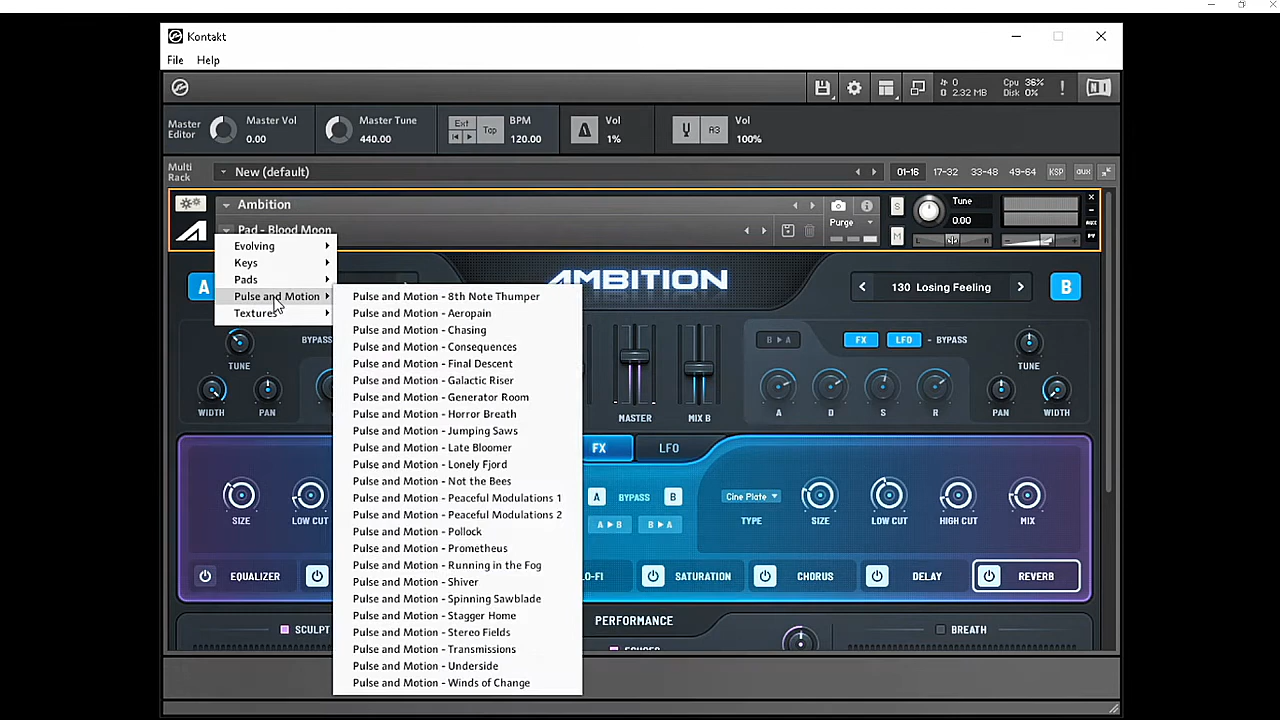 Kontakt
File Help
0 Cpu 36%
2.32 MB Disk 0% !
Master Editor
Master Vol
0.00
Master Tune
440.00
Ext
Tap
BPM
120.00
Vol
1%
A3
Vol
100%
Multi Rack
New (default)
01-16 17-32 33-48 49-64 KSP aux
Ambition
Pad - Blood Moon
Purge
S
M
Tune
0.00
L R
Evolving
Keys
Pads
Pulse and Motion
Textures
Pulse and Motion - 8th Note Thumper
Pulse and Motion - Aeropain
Pulse and Motion - Chasing
Pulse and Motion - Consequences
Pulse and Motion - Final Descent
Pulse and Motion - Galactic Riser
Pulse and Motion - Generator Room
Pulse and Motion - Horror Breath
Pulse and Motion - Jumping Saws
Pulse and Motion - Late Bloomer
Pulse and Motion - Lonely Fjord
Pulse and Motion - Not the Bees
Pulse and Motion - Peaceful Modulations 1
Pulse and Motion - Peaceful Modulations 2
Pulse and Motion - Pollock
Pulse and Motion - Prometheus
Pulse and Motion - Running in the Fog
Pulse and Motion - Shiver
Pulse and Motion - Spinning Sawblade
Pulse and Motion - Stagger Home
Pulse and Motion - Stereo Fields
Pulse and Motion - Transmissions
Pulse and Motion - Underside
Pulse and Motion - Winds of Change
A
AMBITION
130 Losing Feeling
B
BYPASS
TUNE
WIDTH PAN
MASTER MIX B
B ▶ A
FX LFO - BYPASS
A D S R
TUNE
PAN WIDTH
FX LFO
SIZE LOW CUT
A BYPASS B
A ▶ B B ▶ A
Cine Plate
TYPE SIZE LOW CUT HIGH CUT MIX
EQUALIZER
LO-FI SATURATION CHORUS DELAY REVERB
SCULPT
PERFORMANCE
BREATH